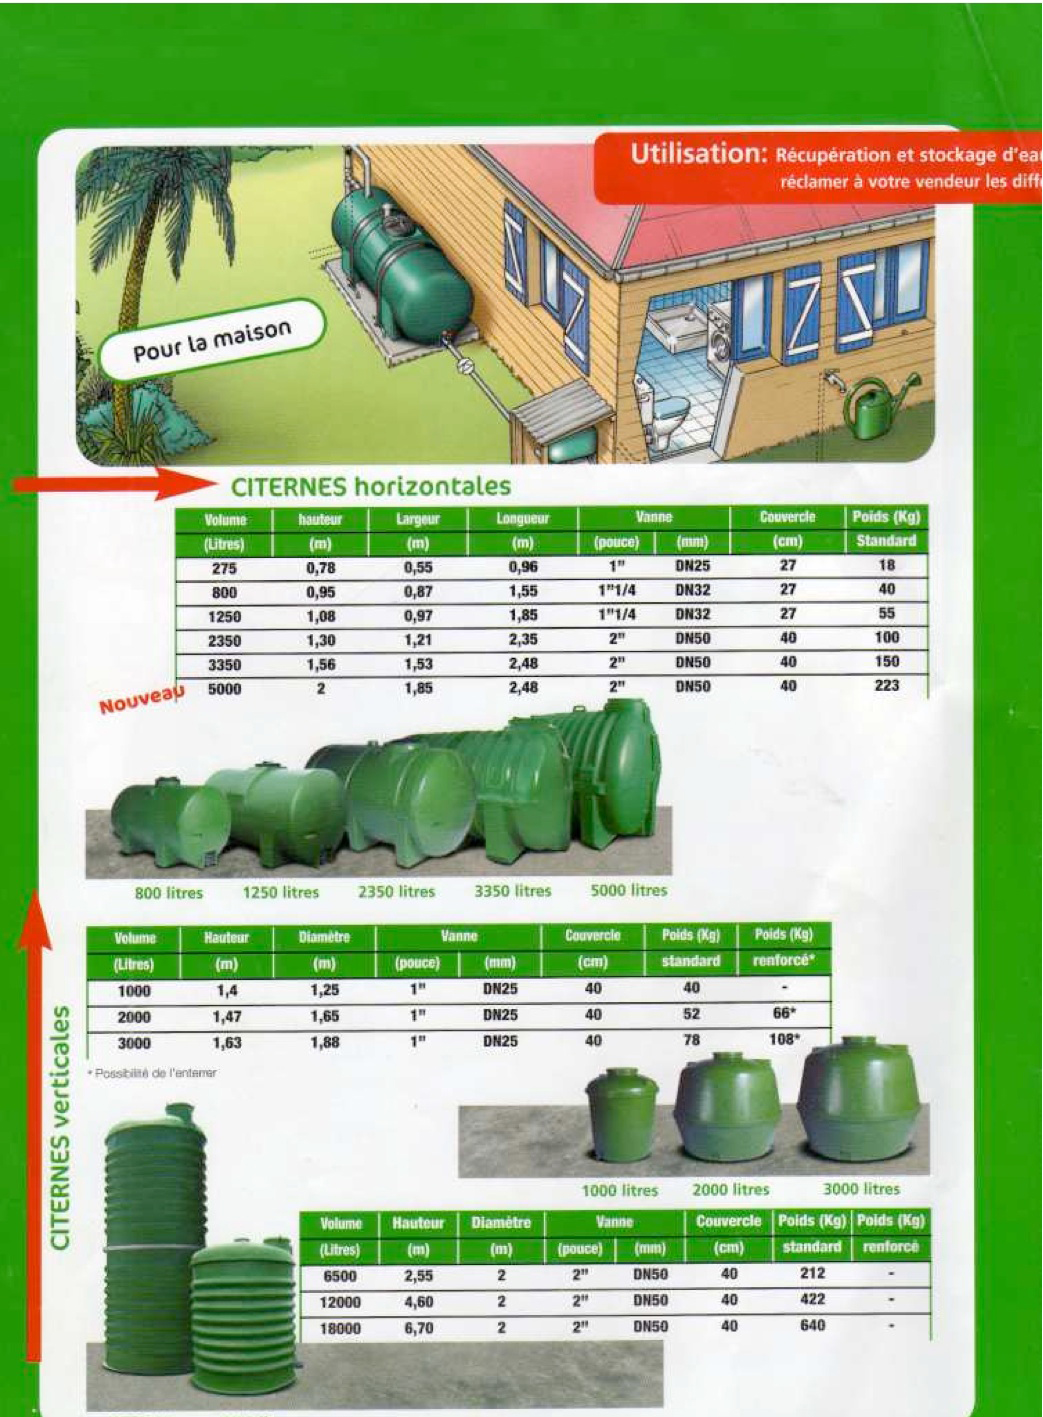 Utilisation: Récupération et stockage d'eau
réclamer à votre vendeur les diffé
Pour la maison
CITERNES horizontales
Volume hauteur Largeur Longueur Vanne Couvercle Poids (Kg)
(Litres) (m) (m) (m) (pouce) (mm) (cm) Standard
275 0,78 0,55 0,96 1" DN25 27 18
800 0,95 0,87 1,55 1"1/4 DN32 27 40
1250 1,08 0,97 1,85 1"1/4 DN32 27 55
2350 1,30 1,21 2,35 2" DN50 40 100
3350 1,56 1,53 2,48 2" DN50 40 150
Nouveau 5000 2 1,85 2,48 2" DN50 40 223
800 litres 1250 litres 2350 litres 3350 litres 5000 litres
CITERNES verticales
Volume Hauteur Diamètre Vanne Couvercle Poids (Kg) Poids (Kg)
(Litres) (m) (m) (pouce) (mm) (cm) standard renforcé*
1000 1,4 1,25 1" DN25 40 40 -
2000 1,47 1,65 1" DN25 40 52 66*
3000 1,63 1,88 1" DN25 40 78 108*
* Possibilité de l'enterrer
1000 litres 2000 litres 3000 litres
Volume Hauteur Diamètre Vanne Couvercle Poids (Kg) Poids (Kg)
(Litres) (m) (m) (pouce) (mm) (cm) standard renforcé
6500 2,55 2 2" DN50 40 212 -
12000 4,60 2 2" DN50 40 422 -
18000 6,70 2 2" DN50 40 640 -